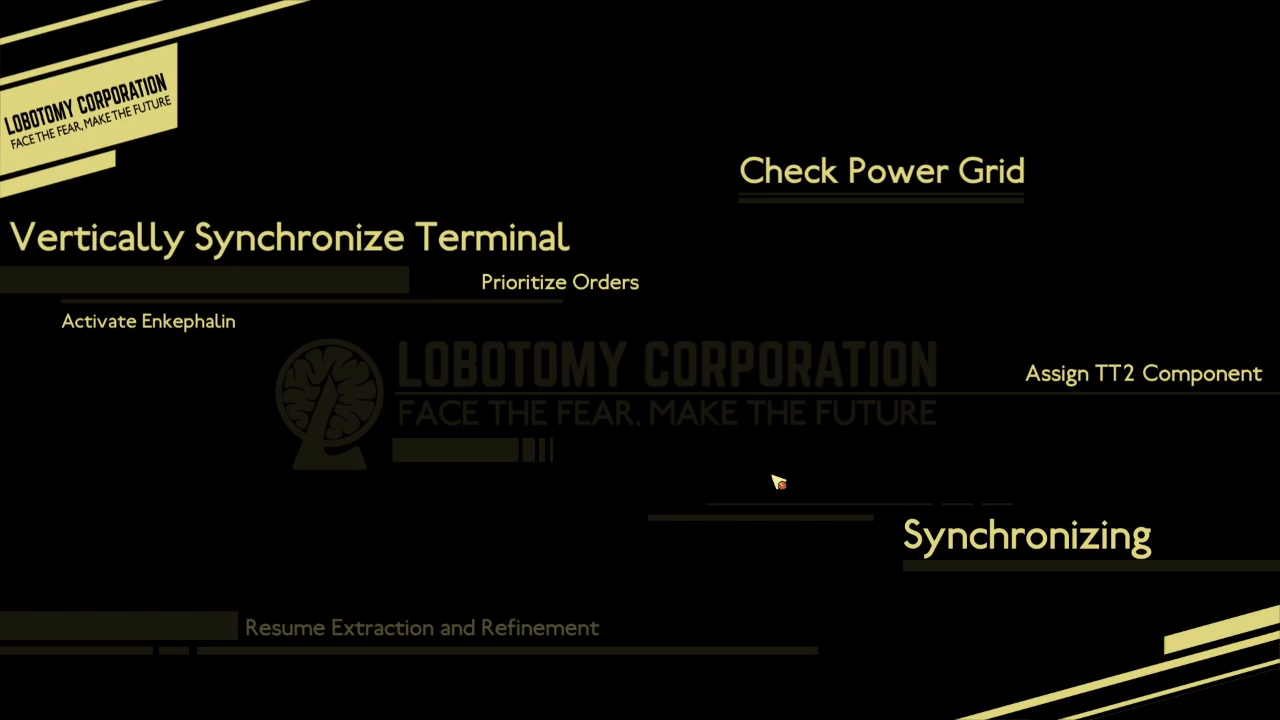 LOBOTOMY CORPORATION
FACE THE FEAR, MAKE THE FUTURE
Check Power Grid
Vertically Synchronize Terminal
Prioritize Orders
Activate Enkephalin
LOBOTOMY CORPORATION
FACE THE FEAR, MAKE THE FUTURE
Assign TT2 Component
Synchronizing
Resume Extraction and Refinement